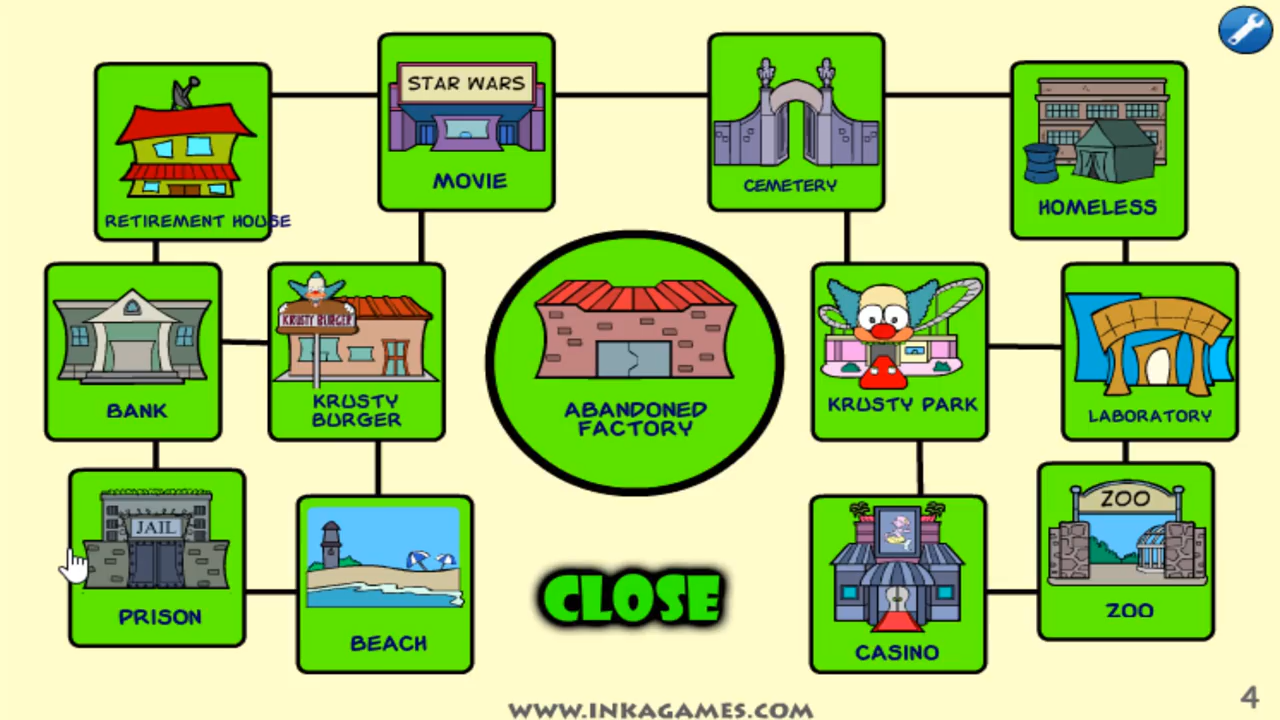 STAR WARS
MOVIE
CEMETERY
RETIREMENT HOUSE
HOMELESS
KRUSTY BURGER
BANK
KRUSTY
BURGER
ABANDONED
FACTORY
KRUSTY PARK
LABORATORY
JAIL
PRISON
BEACH
CLOSE
CASINO
ZOO
ZOO
WWW.INKAGAMES.COM
4